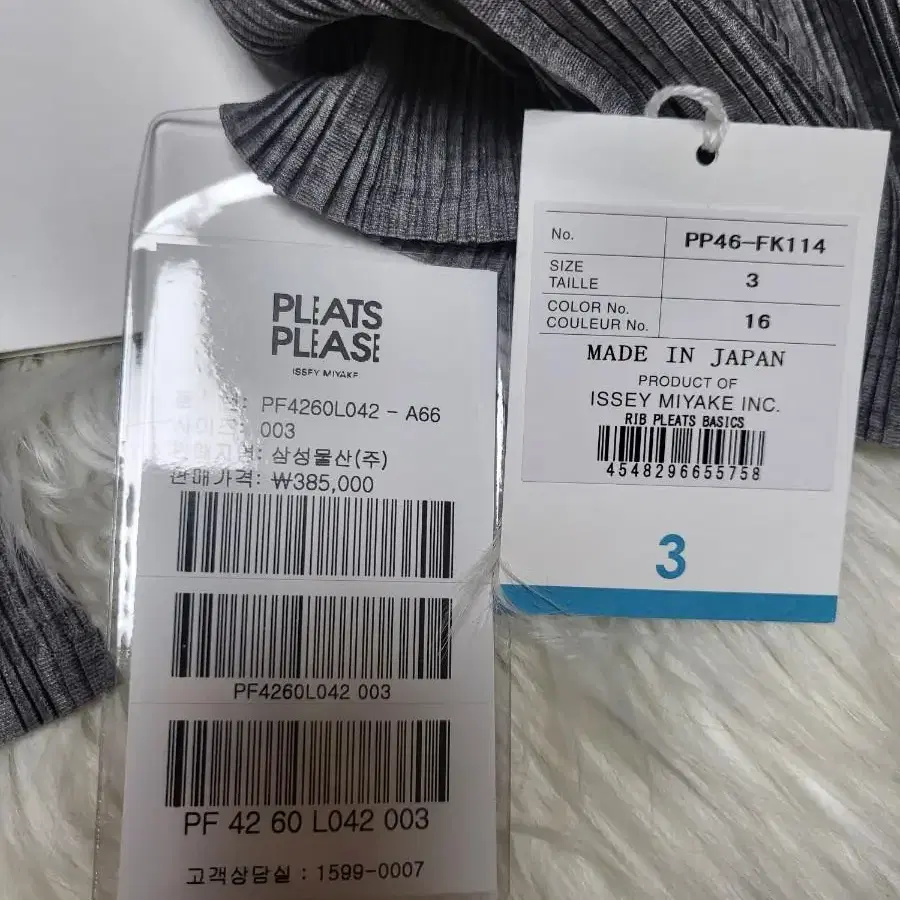 PLEATS
PLEASE
ISSEY MIYAKE
PF4260L042 - A66
003
삼성물산(주)
판매가격: ₩385,000
PF4260L042 003
PF 42 60 L042 003
고객상담실 : 1599-0007
No. PP46-FK114
SIZE
TAILLE 3
COLOR No.
COULEUR No. 16
MADE IN JAPAN
PRODUCT OF
ISSEY MIYAKE INC.
RIB PLEATS BASICS
4548296655758
3